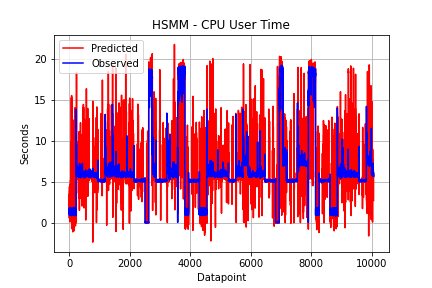 HSMM - CPU User Time
Predicted
Observed
20
15
10
5
0
Seconds
0
2000
4000
6000
8000
10000
Datapoint